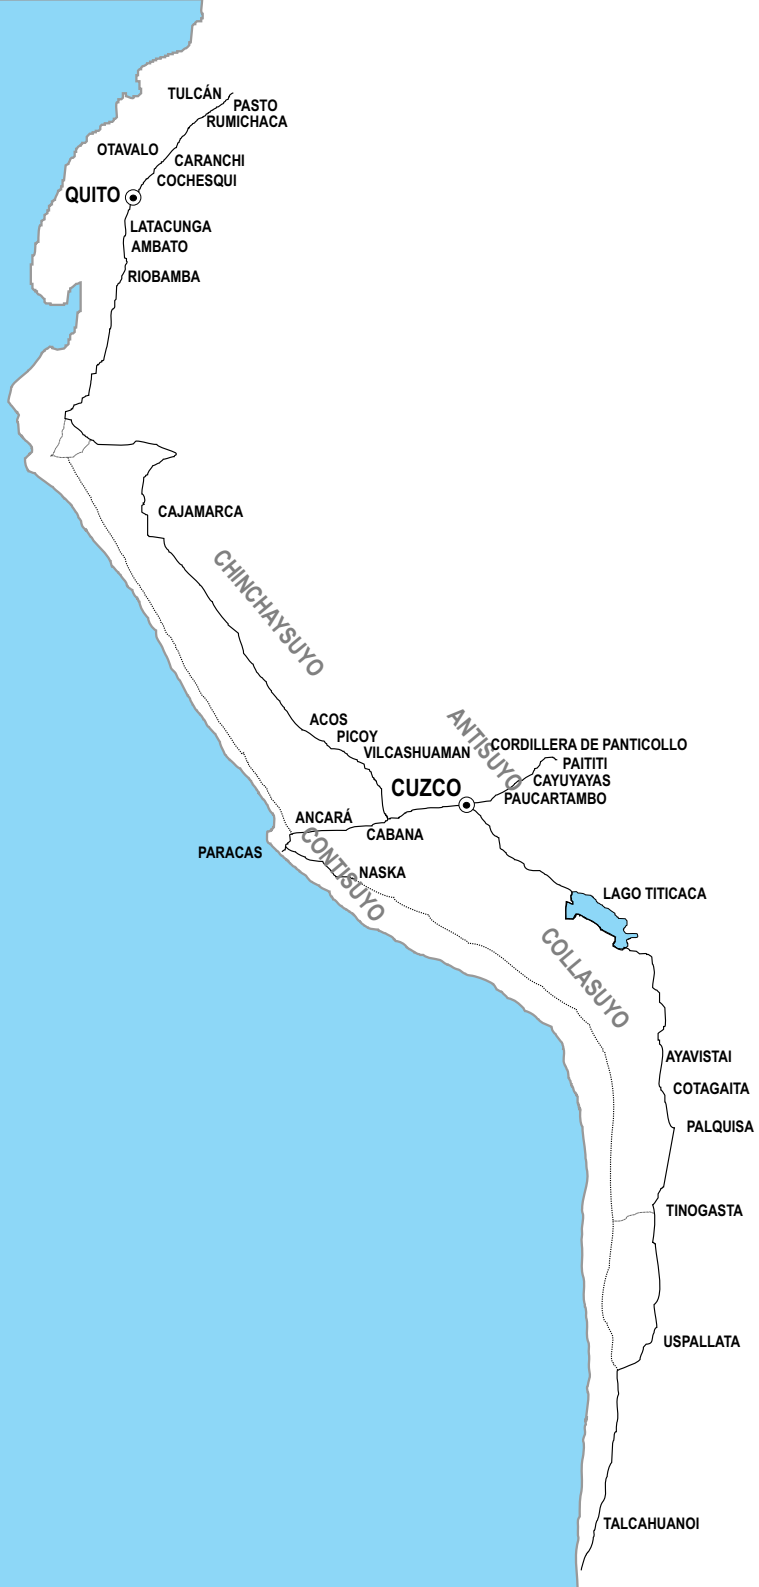 TULCÁN
PASTO
RUMICHACA
OTAVALO
CARANCHI
COCHESQUI
QUITO
LATACUNGA
AMBATO
RIOBAMBA
CAJAMARCA
CHINCHAYSUYO
ACOS
PICOY
VILCASHUAMAN
ANTISUYO
CORDILLERA DE PANTICOLLO
PAITITI
CAYUYAYAS
CUZCO
PAUCARTAMBO
ANCARÁ
CABANA
PARACAS
CONTISUYO
NASKA
LAGO TITICACA
COLLASUYO
AYAVISTAI
COTAGAITA
PALQUISA
TINOGASTA
USPALLATA
TALCAHUANOI